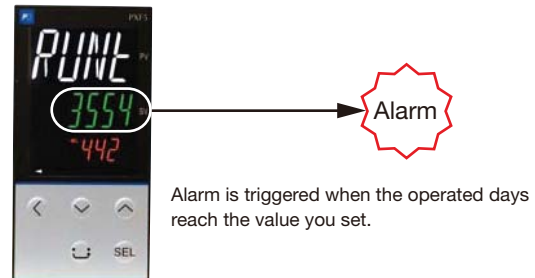 PXF5
RUNt
PV
3554
Alarm
-442
Alarm is triggered when the operated days
reach the value you set.
SEL